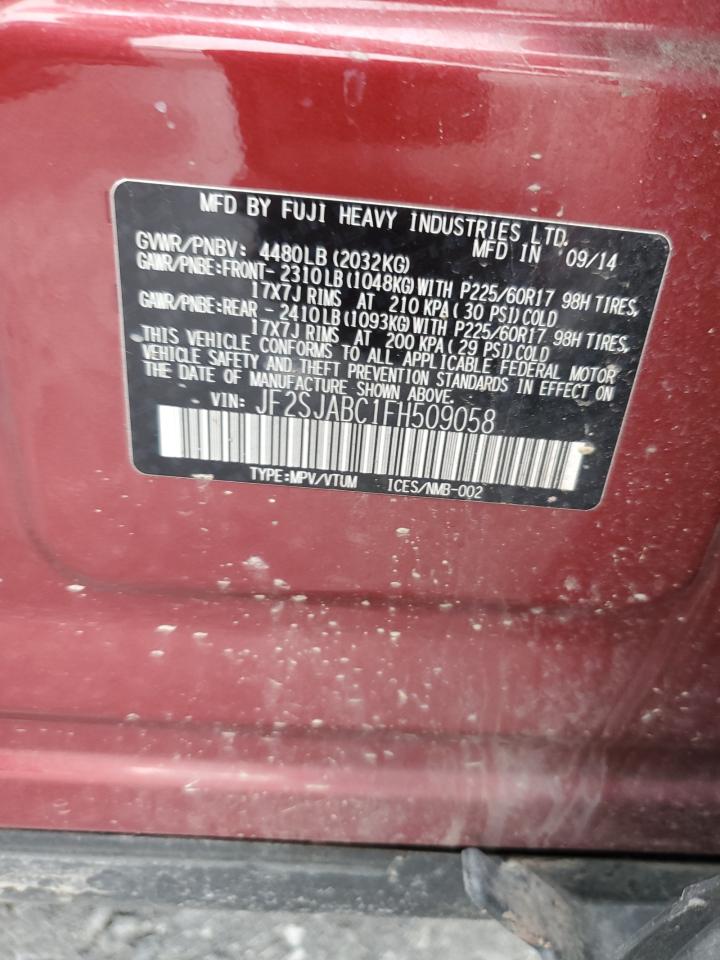 MFD BY FUJI HEAVY INDUSTRIES LTD.
MFD IN 09/14
GVWR/PNBV: 4480LB (2032KG)
GAWR/PNBE:FRONT- 2310LB (1048KG) WITH P225/60R17 98H TIRES,
17X7J RIMS AT 210 KPA ( 30 PSI) COLD
GAWR/PNBE:REAR - 2410LB (1093KG) WITH P225/60R17 98H TIRES,
17X7J RIMS AT 200 KPA ( 29 PSI) COLD
THIS VEHICLE CONFORMS TO ALL APPLICABLE FEDERAL MOTOR
VEHICLE SAFETY AND THEFT PREVENTION STANDARDS IN EFFECT ON
THE DATE OF MANUFACTURE SHOWN ABOVE.
VIN: JF2SJABC1FH509058
TYPE:MPV/VTUM ICES/NMB-002